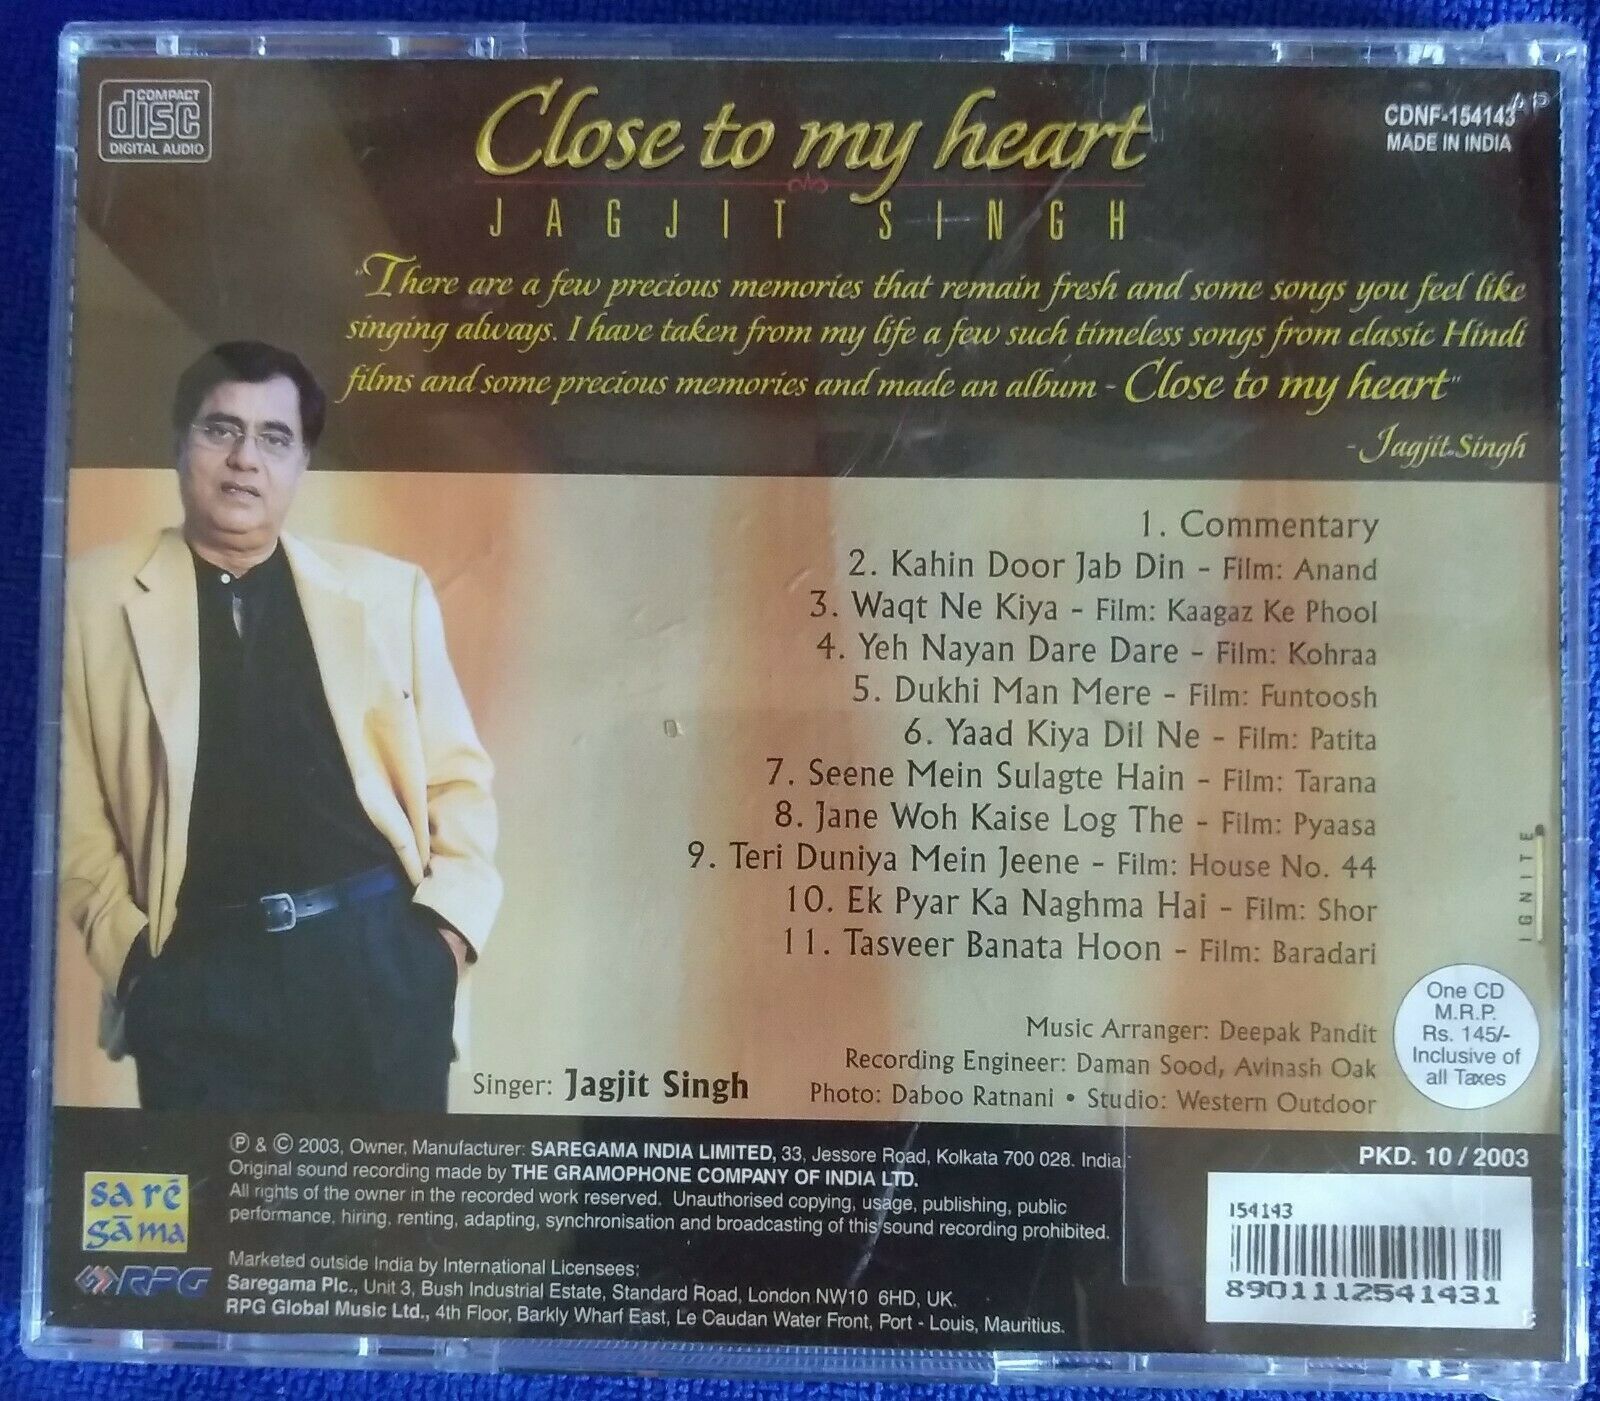 COMPACT
disc
DIGITAL AUDIO
Close to my heart
JAGJIT SINGH
CDNF-154143
MADE IN INDIA
"There are a few precious memories that remain fresh and some songs you feel like
singing always. I have taken from my life a few such timeless songs from classic Hindi
films and some precious memories and made an album - Close to my heart"
- Jagjit Singh
1. Commentary
2. Kahin Door Jab Din - Film: Anand
3. Waqt Ne Kiya - Film: Kaagaz Ke Phool
4. Yeh Nayan Dare Dare - Film: Kohraa
5. Dukhi Man Mere - Film: Funtoosh
6. Yaad Kiya Dil Ne - Film: Patita
7. Seene Mein Sulagte Hain - Film: Tarana
8. Jane Woh Kaise Log The - Film: Pyaasa
9. Teri Duniya Mein Jeene - Film: House No. 44
10. Ek Pyar Ka Naghma Hai - Film: Shor
11. Tasveer Banata Hoon - Film: Baradari
IGNITE
Music Arranger: Deepak Pandit
Recording Engineer: Daman Sood, Avinash Oak
Photo: Daboo Ratnani • Studio: Western Outdoor
Singer: Jagjit Singh
One CD
M.R.P.
Rs. 145/-
Inclusive of
all Taxes
℗ & © 2003, Owner, Manufacturer: SAREGAMA INDIA LIMITED, 33, Jessore Road, Kolkata 700 028. India.
Original sound recording made by THE GRAMOPHONE COMPANY OF INDIA LTD.
All rights of the owner in the recorded work reserved. Unauthorised copying, usage, publishing, public
performance, hiring, renting, adapting, synchronisation and broadcasting of this sound recording prohibited.
Marketed outside India by International Licensees:
Saregama Plc., Unit 3, Bush Industrial Estate, Standard Road, London NW10 6HD, UK.
RPG Global Music Ltd., 4th Floor, Barkly Wharf East, Le Caudan Water Front, Port - Louis, Mauritius.
sa rē
gāma
RPG
PKD. 10 / 2003
154143
8901112541431